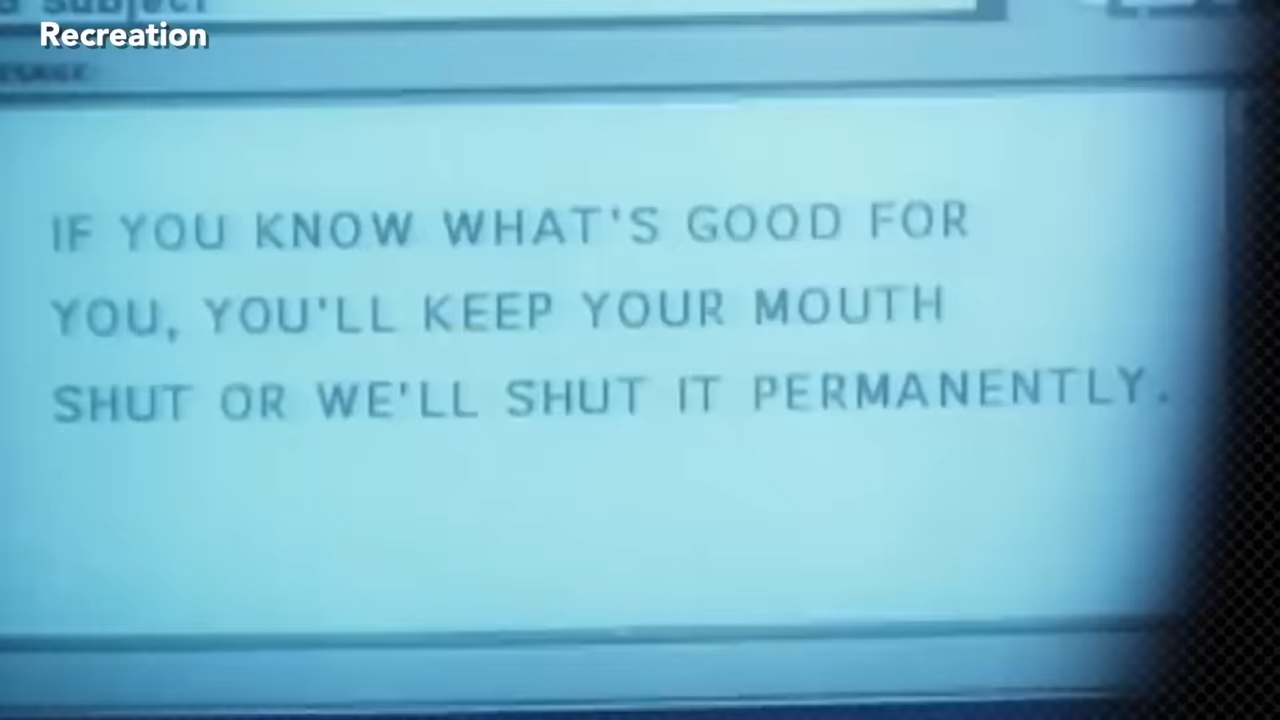 Subject
Recreation
IF YOU KNOW WHAT'S GOOD FOR
YOU, YOU'LL KEEP YOUR MOUTH
SHUT OR WE'LL SHUT IT PERMANENTLY.